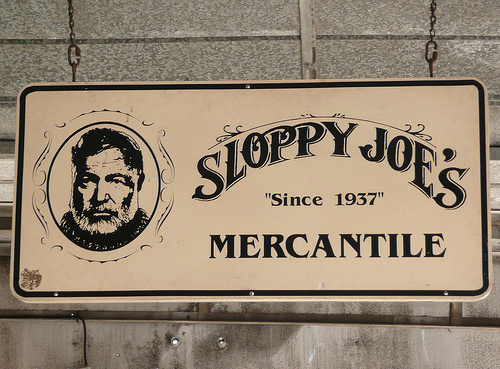 SLOPPY JOE'S
"Since 1937"
MERCANTILE